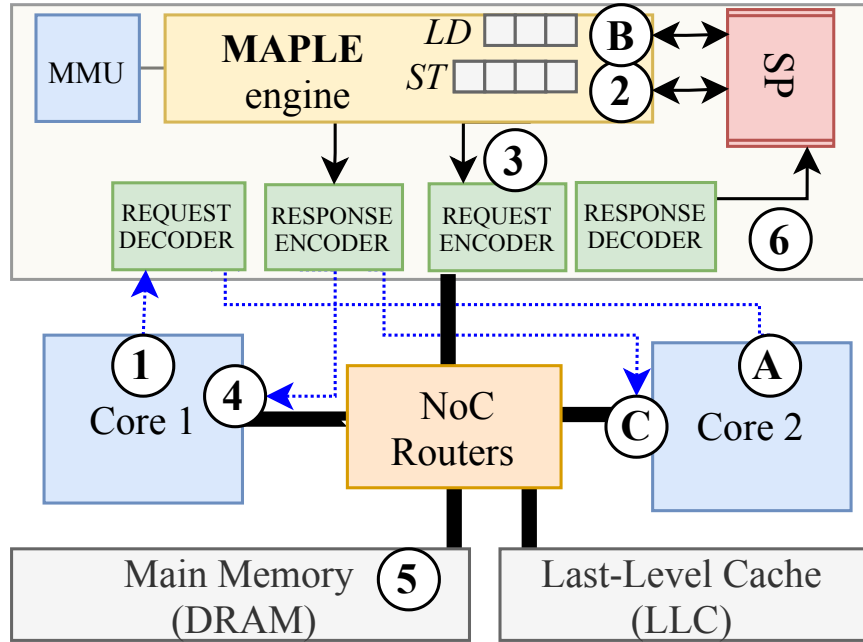 MMU
MAPLE
engine
LD
ST
B
2
SP
3
REQUEST
DECODER
RESPONSE
ENCODER
REQUEST
ENCODER
RESPONSE
DECODER
6
1
Core 1
4
NoC
Routers
C
A
Core 2
Main Memory
(DRAM)
5
Last-Level Cache
(LLC)